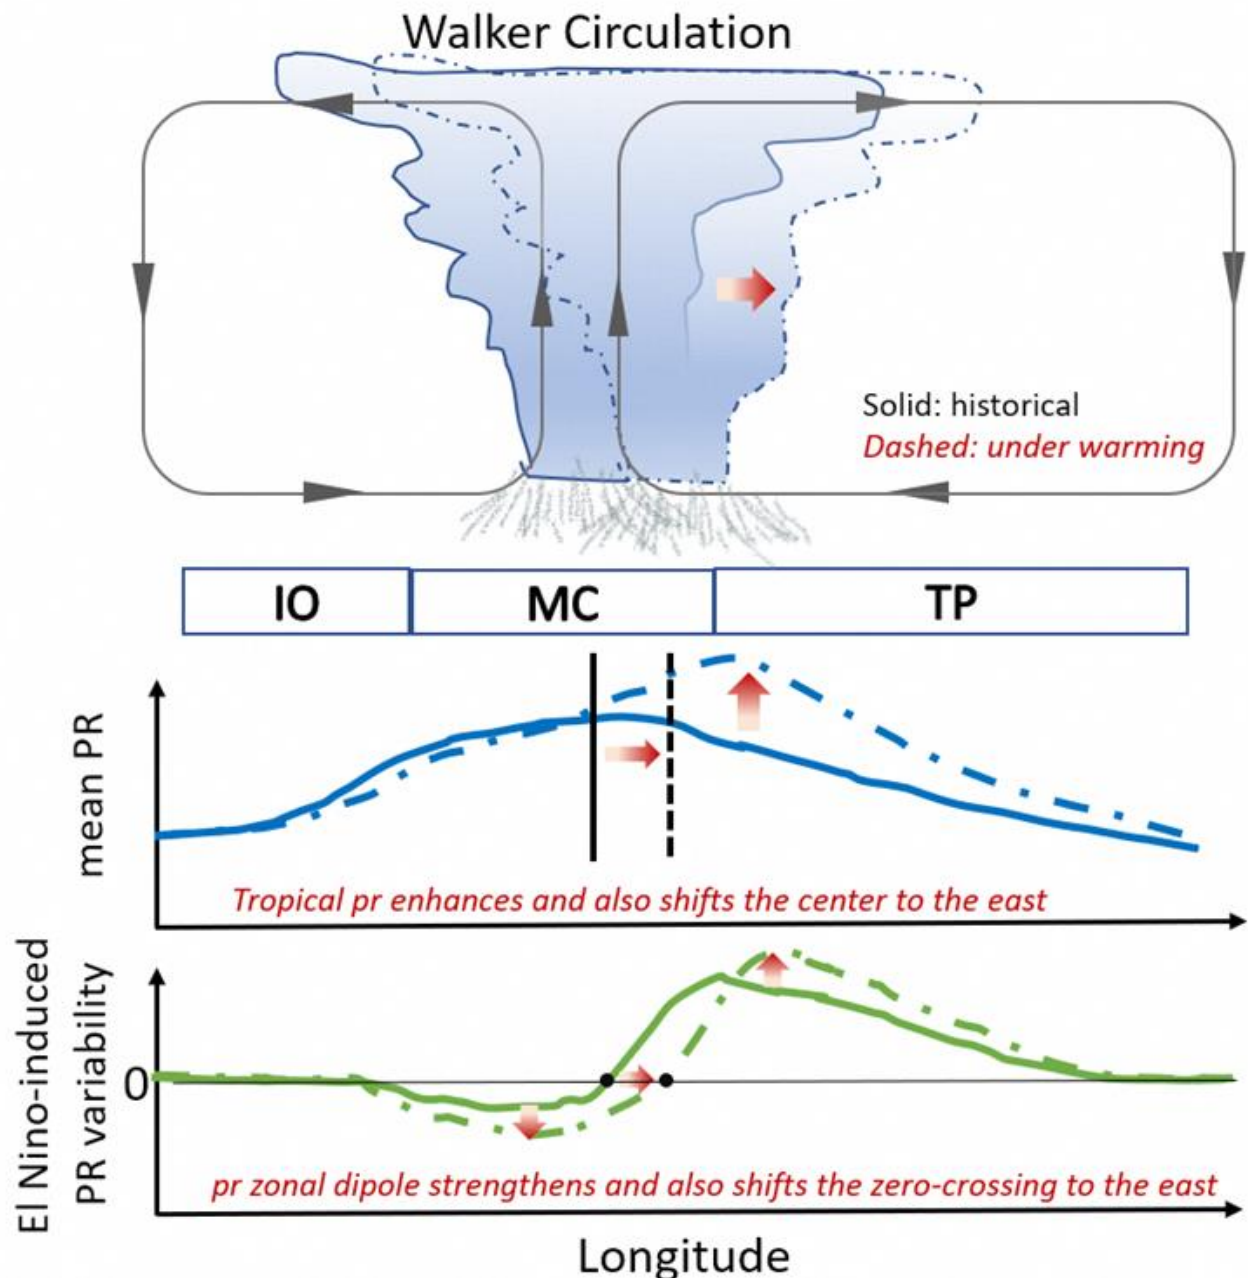 Walker Circulation
Solid: historical
Dashed: under warming
IO
MC
TP
mean PR
Tropical pr enhances and also shifts the center to the east
El Nino-induced
PR variability
0
pr zonal dipole strengthens and also shifts the zero-crossing to the east
Longitude